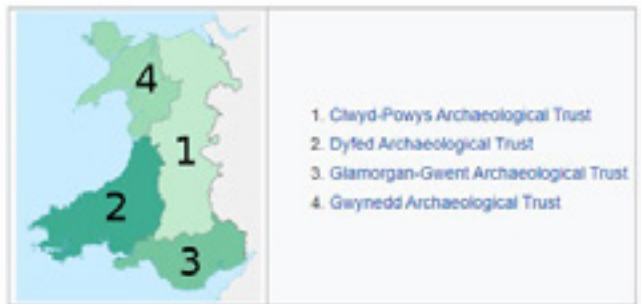 4
1
2
3
1. Clwyd-Powys Archaeological Trust
2. Dyfed Archaeological Trust
3. Glamorgan-Gwent Archaeological Trust
4. Gwynedd Archaeological Trust